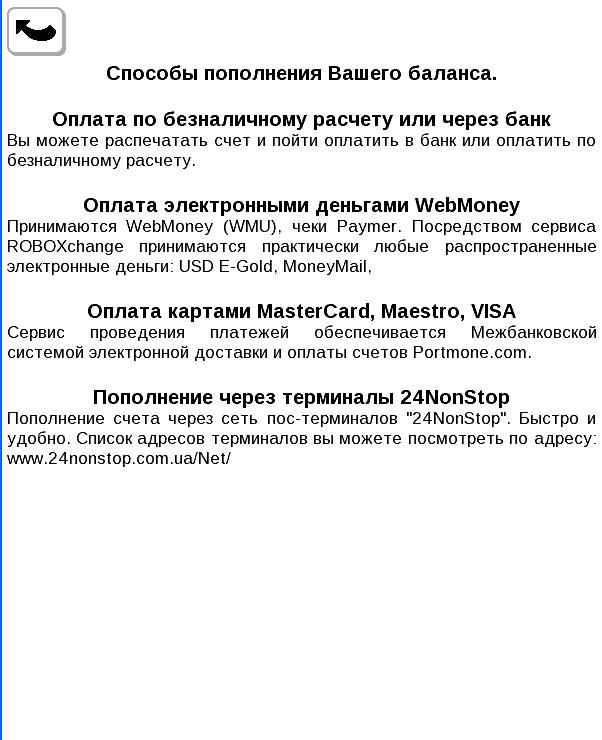 Способы пополнения Вашего баланса.
Оплата по безналичному расчету или через банк
Вы можете распечатать счет и пойти оплатить в банк или оплатить по
безналичному расчету.
Оплата электронными деньгами WebMoney
Принимаются WebMoney (WMU), чеки Paymer. Посредством сервиса
ROBOXchange принимаются практически любые распространенные
электронные деньги: USD E-Gold, MoneyMail,
Оплата картами MasterCard, Maestro, VISA
Сервис проведения платежей обеспечивается Межбанковской
системой электронной доставки и оплаты счетов Portmone.com.
Пополнение через терминалы 24NonStop
Пополнение счета через сеть пос-терминалов "24NonStop". Быстро и
удобно. Список адресов терминалов вы можете посмотреть по адресу:
www.24nonstop.com.ua/Net/